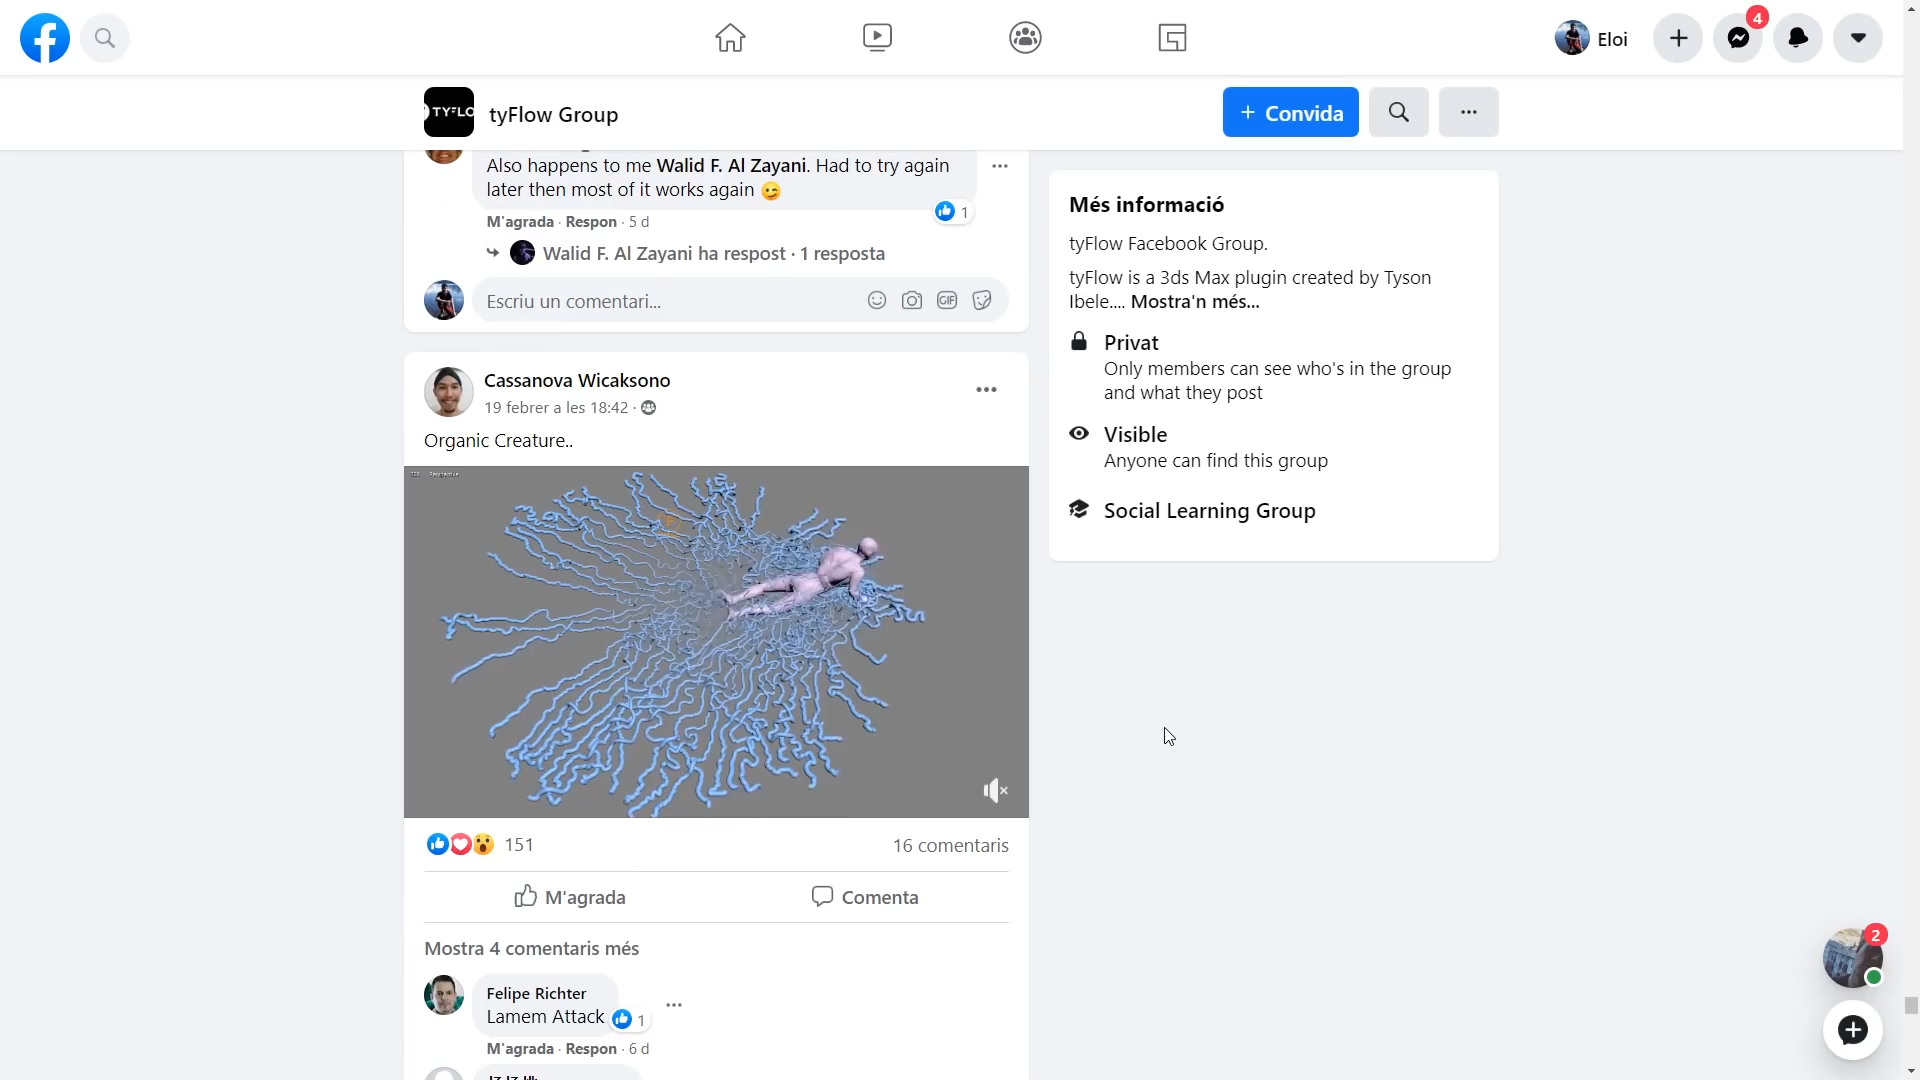 4
Eloi
TYFLO
tyFlow Group
+ Convida
Also happens to me Walid F. Al Zayani. Had to try again
later then most of it works again 😉
1
M'agrada · Respon · 5 d
Walid F. Al Zayani ha respost · 1 resposta
Escriu un comentari...
GIF
Cassanova Wicaksono
19 febrer a les 18:42 ·
Organic Creature..
Perspective
151
16 comentaris
M'agrada
Comenta
Mostra 4 comentaris més
Felipe Richter
Lamem Attack
1
M'agrada · Respon · 6 d
Més informació
tyFlow Facebook Group.
tyFlow is a 3ds Max plugin created by Tyson
Ibele.... Mostra'n més...
Privat
Only members can see who's in the group
and what they post
Visible
Anyone can find this group
Social Learning Group
2